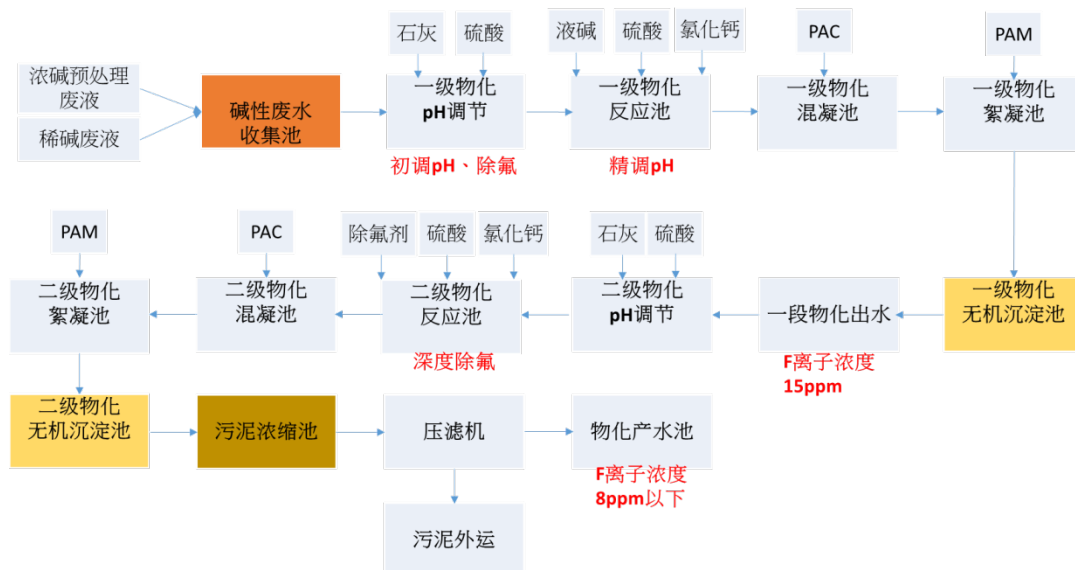 石灰
硫酸
液碱
硫酸
氯化钙
PAC
PAM
浓碱预处理
废液
稀碱废液
碱性废水
收集池
一级物化
pH调节
一级物化
反应池
一级物化
混凝池
一级物化
絮凝池
初调pH、除氟
精调pH
PAM
PAC
除氟剂
硫酸
氯化钙
石灰
硫酸
二级物化
絮凝池
二级物化
混凝池
二级物化
反应池
二级物化
pH调节
一段物化出水
一级物化
无机沉淀池
深度除氟
F离子浓度
15ppm
二级物化
无机沉淀池
污泥浓缩池
压滤机
物化产水池
F离子浓度
8ppm以下
污泥外运